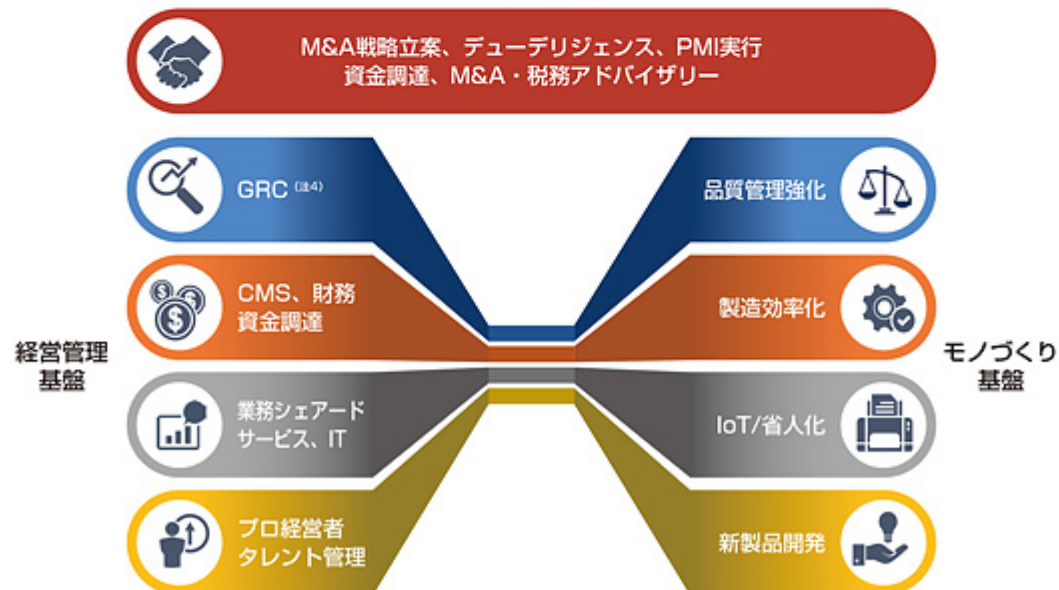 M&A戦略立案、デューデリジェンス、PMI実行
資金調達、M&A・税務アドバイザリー
経営管理
基盤
GRC（注4）
CMS、財務
資金調達
業務シェアード
サービス、IT
プロ経営者
タレント管理
品質管理強化
製造効率化
IoT/省人化
新製品開発
モノづくり
基盤